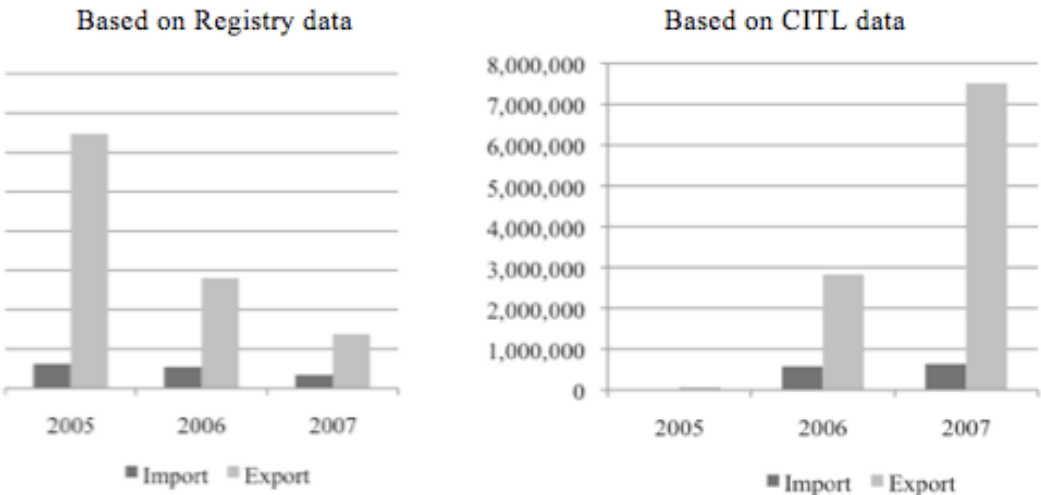 Based on Registry data
2005 2006 2007
Import Export
Based on CITL data
8,000,000
7,000,000
6,000,000
5,000,000
4,000,000
3,000,000
2,000,000
1,000,000
0
2005 2006 2007
Import Export